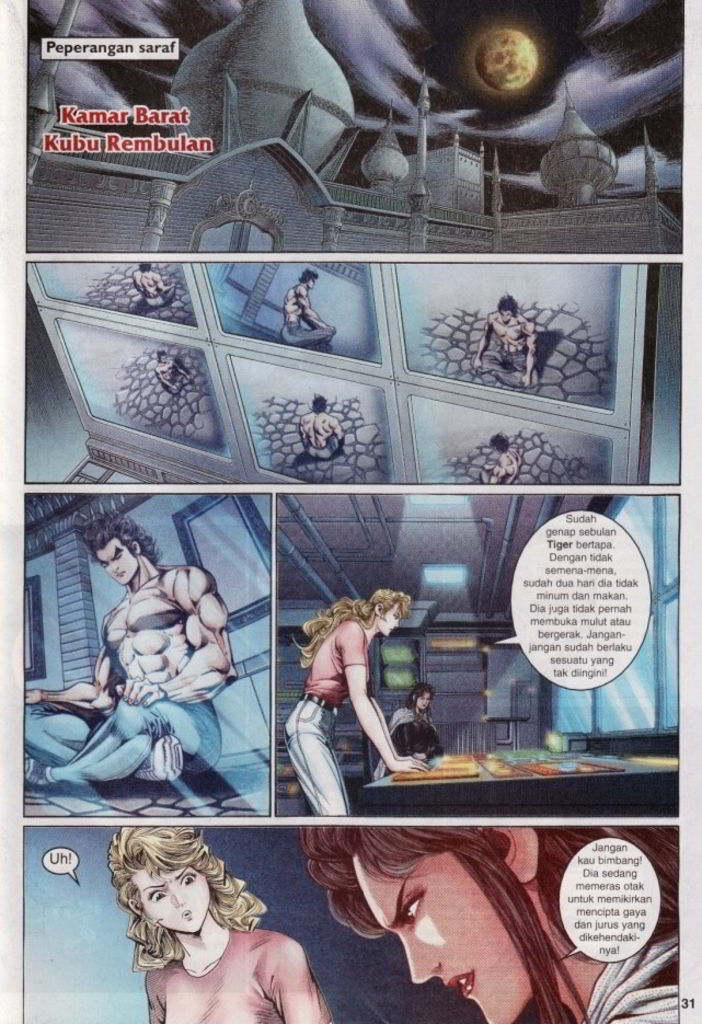 Peperangan saraf
Kamar Barat
Kubu Rembulan
Sudah
genap sebulan
Tiger bertapa.
Dengan tidak
semena-mena,
sudah dua hari dia tidak
minum dan makan.
Dia juga tidak pernah
membuka mulut atau
bergerak. Jangan-
jangan sudah berlaku
sesuatu yang
tak diingini!
Uh!
Jangan
kau bimbang!
Dia sedang
memeras otak
untuk memikirkan
mencipta gaya
dan jurus yang
dikehendaki-
nya!
31